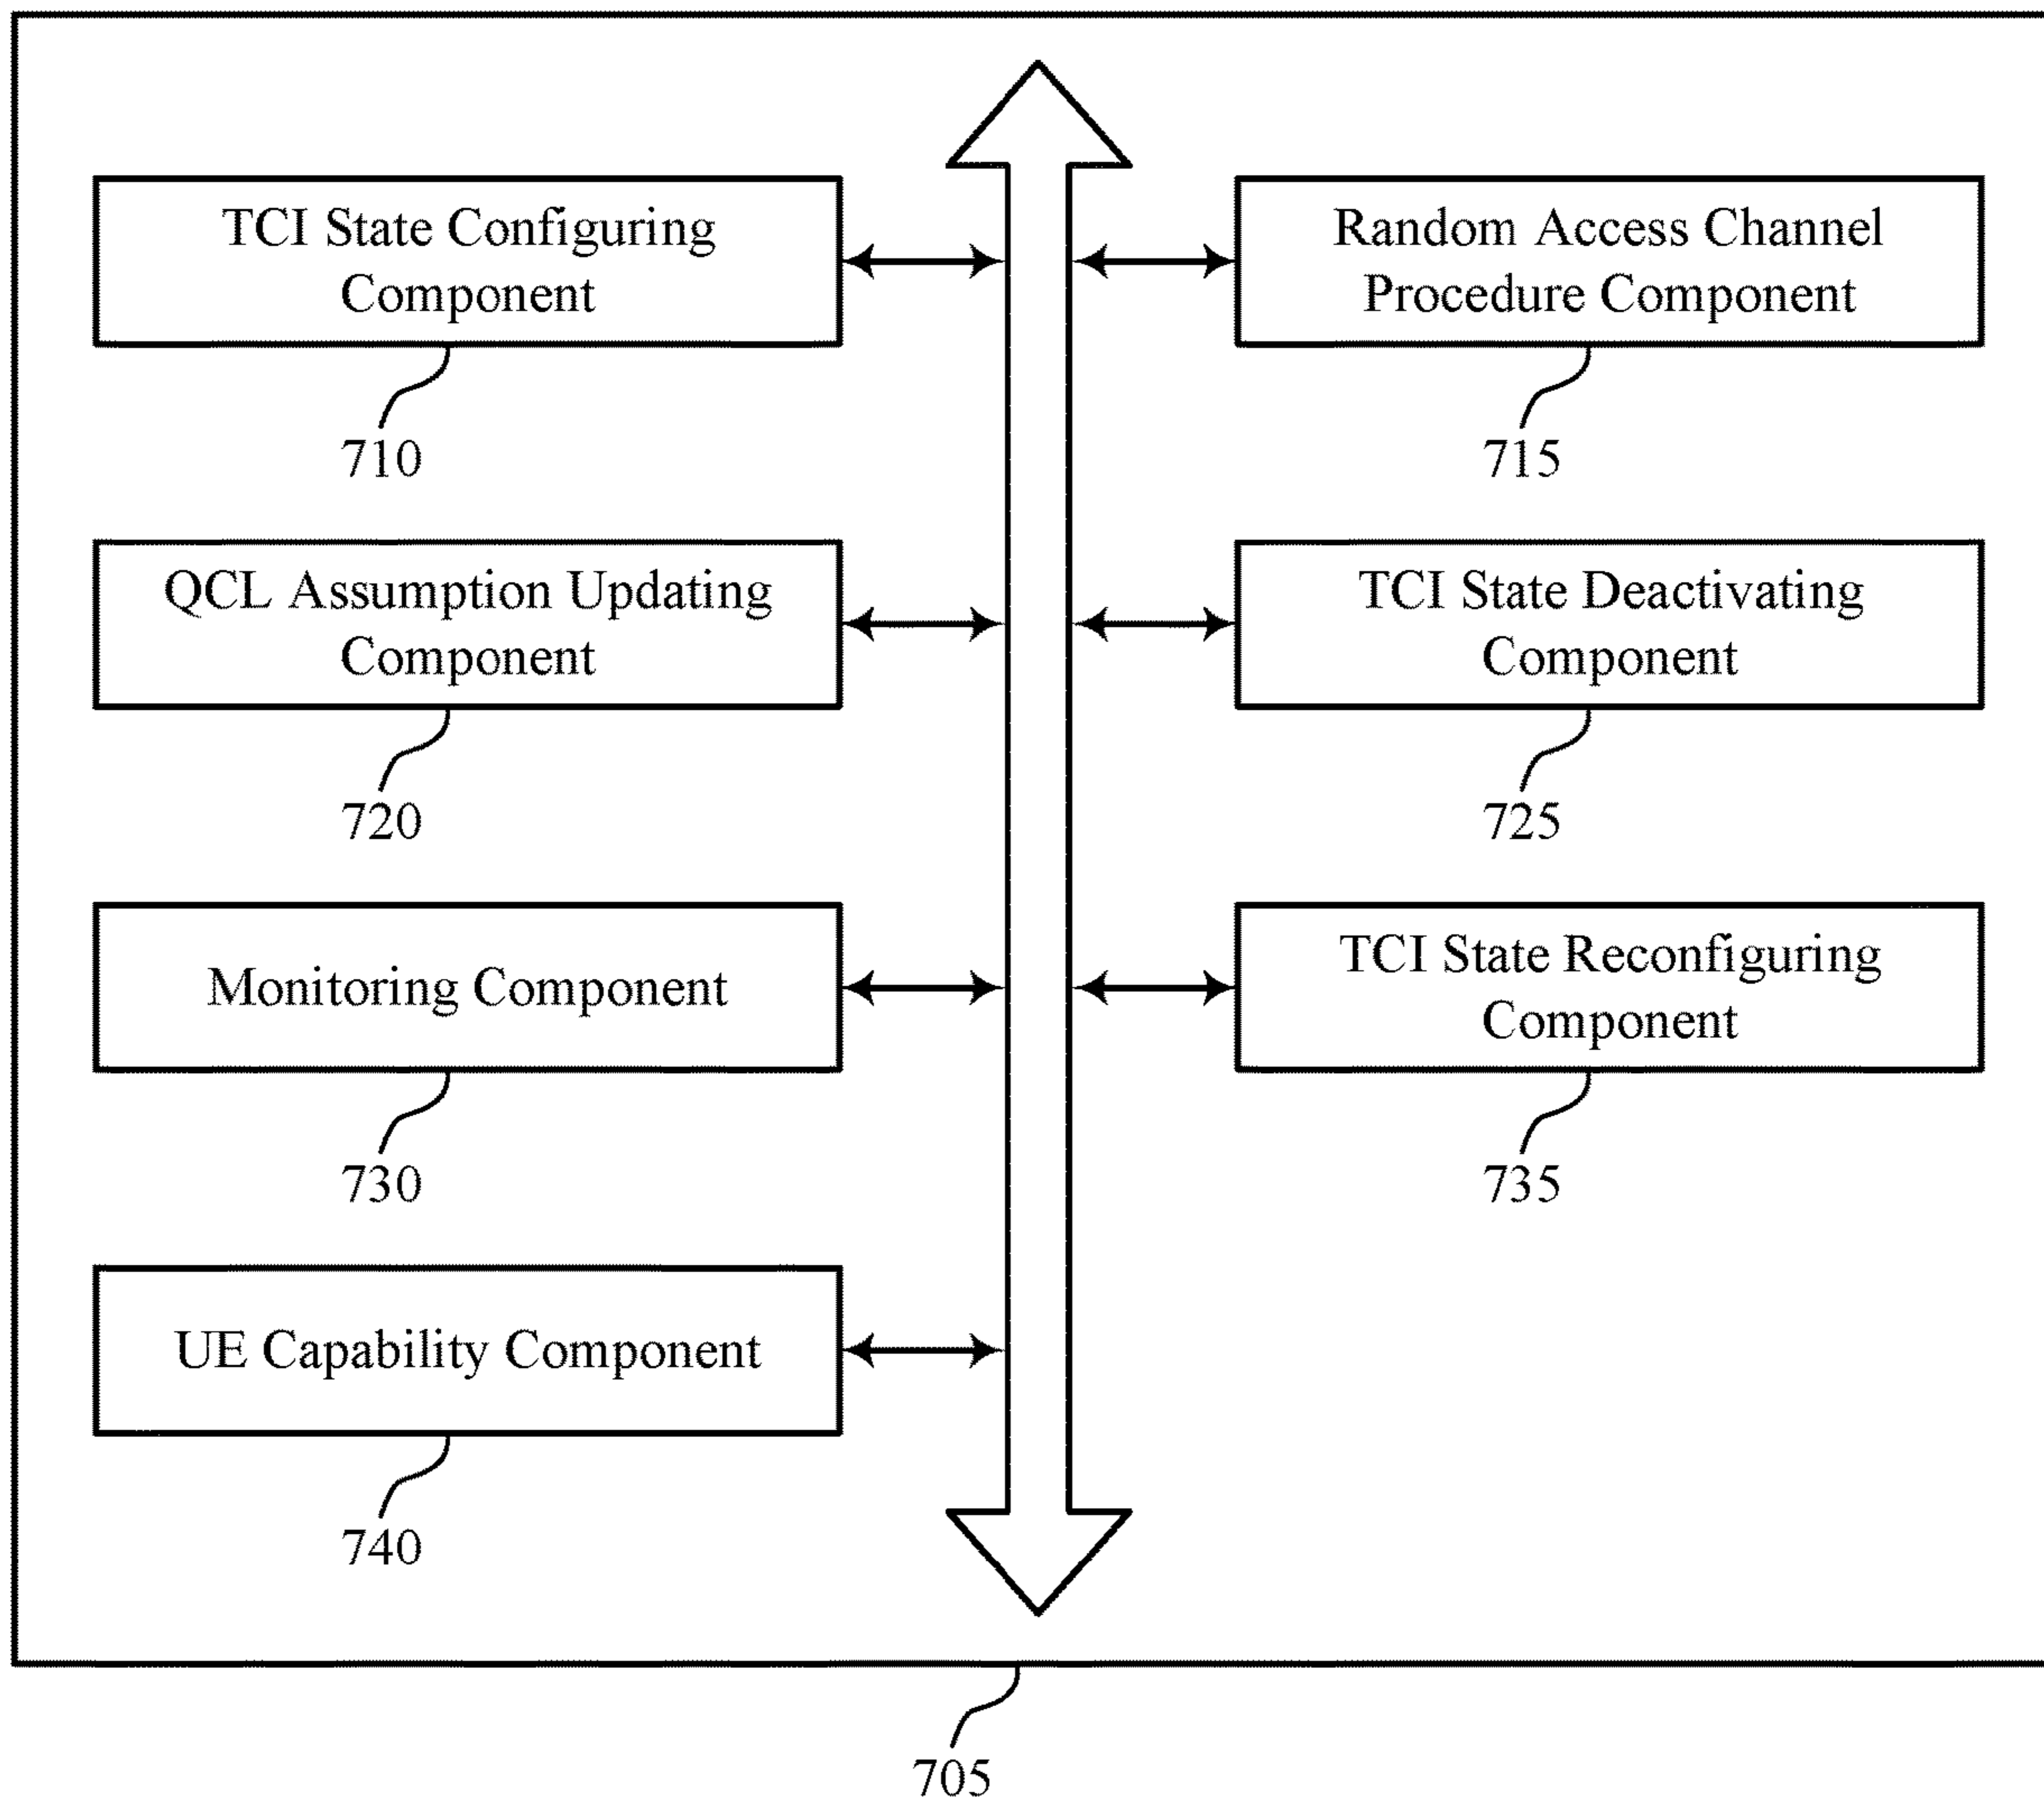 TCI State Configuring
Component
710
Random Access Channel
Procedure Component
715
QCL Assumption Updating
Component
720
TCI State Deactivating
Component
725
Monitoring Component
730
TCI State Reconfiguring
Component
735
UE Capability Component
740
705